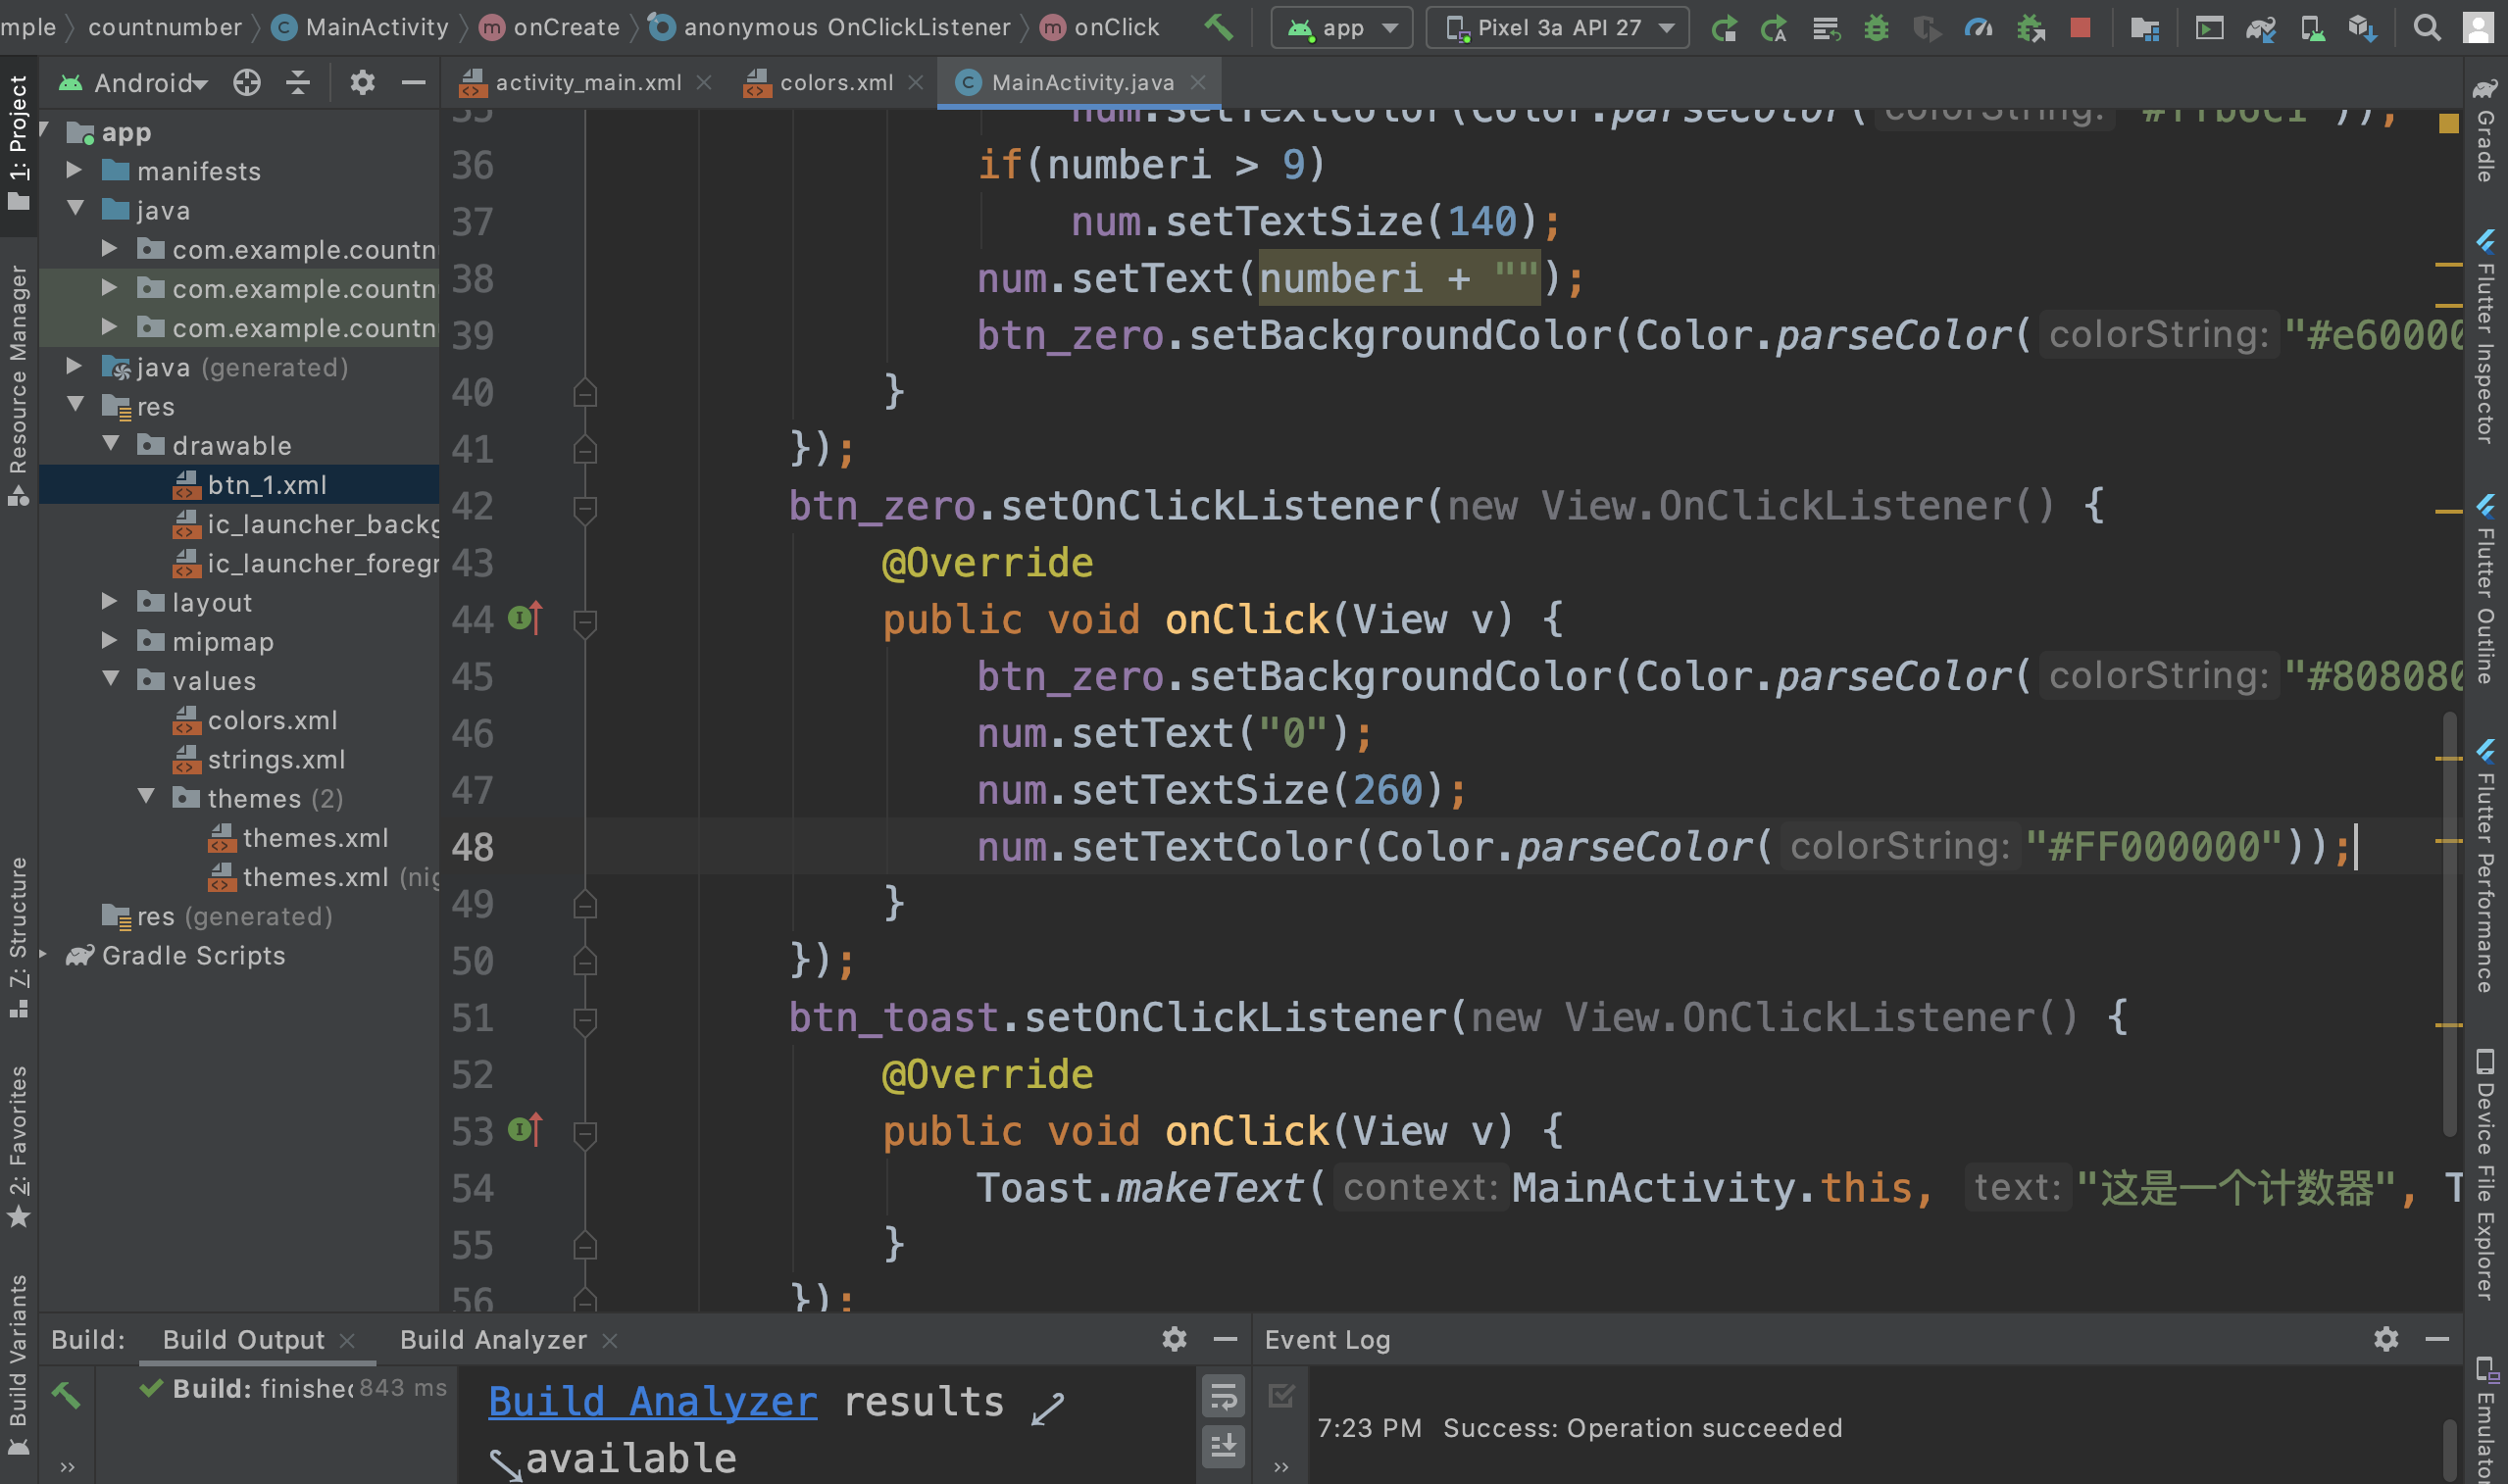 mple countnumber MainActivity onCreate anonymous OnClickListener onClick app Pixel 3a API 27
Android activity_main.xml colors.xml MainActivity.java
1: Project
Resource Manager
7: Structure
2: Favorites
Build Variants
app
manifests
java
com.example.countn
com.example.countn
com.example.countn
java (generated)
res
drawable
btn_1.xml
ic_launcher_backg
ic_launcher_foregr
layout
mipmap
values
colors.xml
strings.xml
themes (2)
themes.xml
themes.xml (nig
res (generated)
Gradle Scripts
35 num.setTextColor(Color.parseColor( colorString: "#ffb6c1"));
36 if(numberi > 9)
37 num.setTextSize(140);
38 num.setText(numberi + "");
39 btn_zero.setBackgroundColor(Color.parseColor( colorString: "#e60000
40 }
41 });
42 btn_zero.setOnClickListener(new View.OnClickListener() {
43 @Override
44 public void onClick(View v) {
45 btn_zero.setBackgroundColor(Color.parseColor( colorString: "#808080
46 num.setText("0");
47 num.setTextSize(260);
48 num.setTextColor(Color.parseColor( colorString: "#FF000000"));
49 }
50 });
51 btn_toast.setOnClickListener(new View.OnClickListener() {
52 @Override
53 public void onClick(View v) {
54 Toast.makeText( context: MainActivity.this, text: "这是一个计数器", T
55 }
56 });
Gradle
Flutter Inspector
Flutter Outline
Flutter Performance
Device File Explorer
Emulator
Build: Build Output Build Analyzer
Build: finished 843 ms
Build Analyzer results
available
Event Log
7:23 PM Success: Operation succeeded